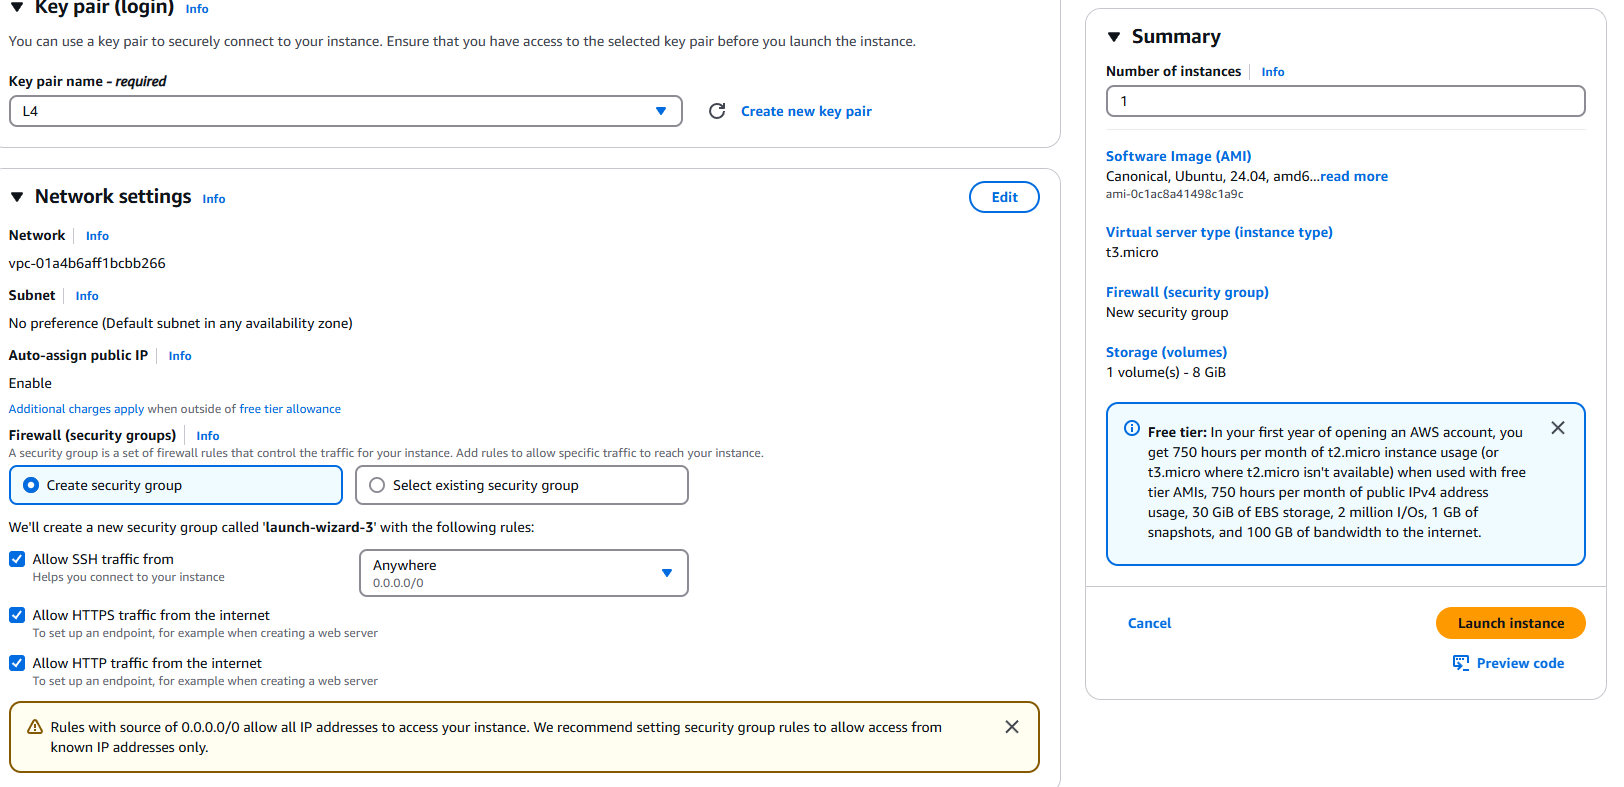 Key pair (login) Info
You can use a key pair to securely connect to your instance. Ensure that you have access to the selected key pair before you launch the instance.
Key pair name - required
L4
Create new key pair
Network settings Info
Edit
Network Info
vpc-01a4b6aff1bcbb266
Subnet Info
No preference (Default subnet in any availability zone)
Auto-assign public IP Info
Enable
Additional charges apply when outside of free tier allowance
Firewall (security groups) Info
A security group is a set of firewall rules that control the traffic for your instance. Add rules to allow specific traffic to reach your instance.
Create security group
Select existing security group
We'll create a new security group called 'launch-wizard-3' with the following rules:
Allow SSH traffic from
Helps you connect to your instance
Anywhere
0.0.0.0/0
Allow HTTPS traffic from the internet
To set up an endpoint, for example when creating a web server
Allow HTTP traffic from the internet
To set up an endpoint, for example when creating a web server
Rules with source of 0.0.0.0/0 allow all IP addresses to access your instance. We recommend setting security group rules to allow access from
known IP addresses only.
Summary
Number of instances Info
1
Software Image (AMI)
Canonical, Ubuntu, 24.04, amd6...read more
ami-0c1ac8a41498c1a9c
Virtual server type (instance type)
t3.micro
Firewall (security group)
New security group
Storage (volumes)
1 volume(s) - 8 GiB
Free tier: In your first year of opening an AWS account, you
get 750 hours per month of t2.micro instance usage (or
t3.micro where t2.micro isn't available) when used with free
tier AMIs, 750 hours per month of public IPv4 address
usage, 30 GiB of EBS storage, 2 million I/Os, 1 GB of
snapshots, and 100 GB of bandwidth to the internet.
Cancel
Launch instance
Preview code